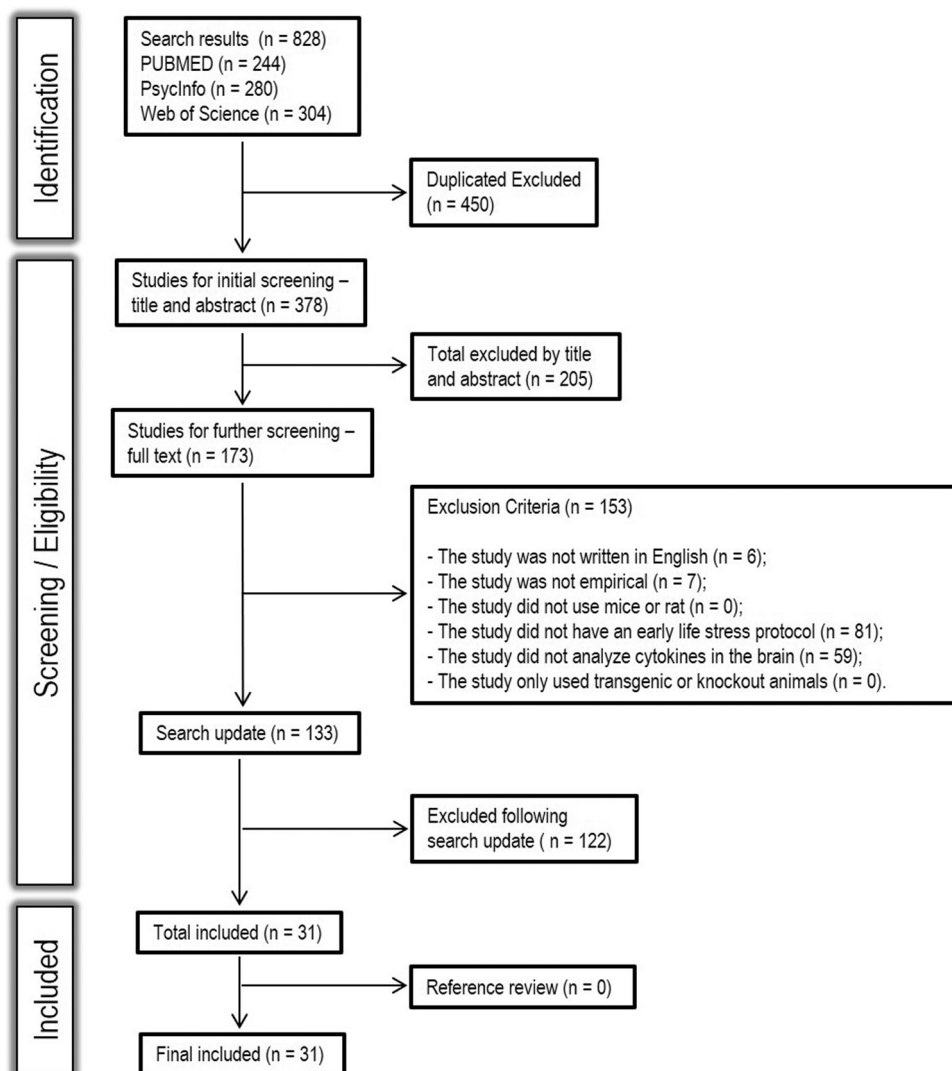 Identification
Search results (n = 828)
PUBMED (n = 244)
PsycInfo (n = 280)
Web of Science (n = 304)
Duplicated Excluded
(n = 450)
Screening / Eligibility
Studies for initial screening –
title and abstract (n = 378)
Total excluded by title
and abstract (n = 205)
Studies for further screening –
full text (n = 173)
Exclusion Criteria (n = 153)
- The study was not written in English (n = 6);
- The study was not empirical (n = 7);
- The study did not use mice or rat (n = 0);
- The study did not have an early life stress protocol (n = 81);
- The study did not analyze cytokines in the brain (n = 59);
- The study only used transgenic or knockout animals (n = 0).
Search update (n = 133)
Excluded following
search update ( n = 122)
Included
Total included (n = 31)
Reference review (n = 0)
Final included (n = 31)